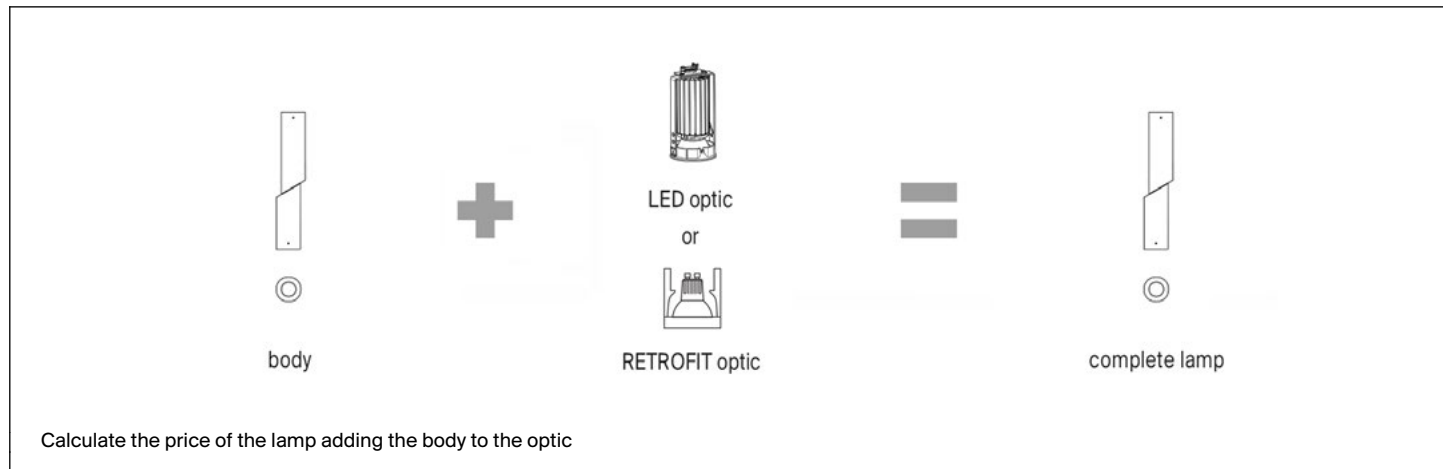 LED optic
or
body
RETROFIT optic
complete lamp
Calculate the price of the lamp adding the body to the optic